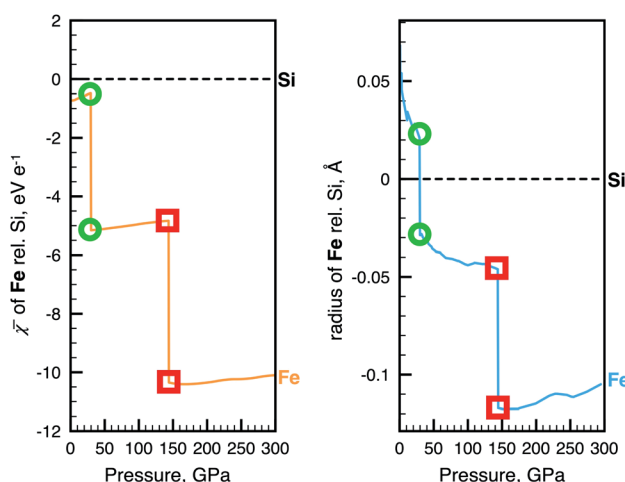 2
0
-2
-4
-6
-8
-10
-12
0 50 100 150 200 250 300
Pressure, GPa
χ̅ of Fe rel. Si, eV e⁻¹
Si
Fe
0.05
0
-0.05
-0.1
0 50 100 150 200 250 300
Pressure, GPa
radius of Fe rel. Si, Å
Si
Fe